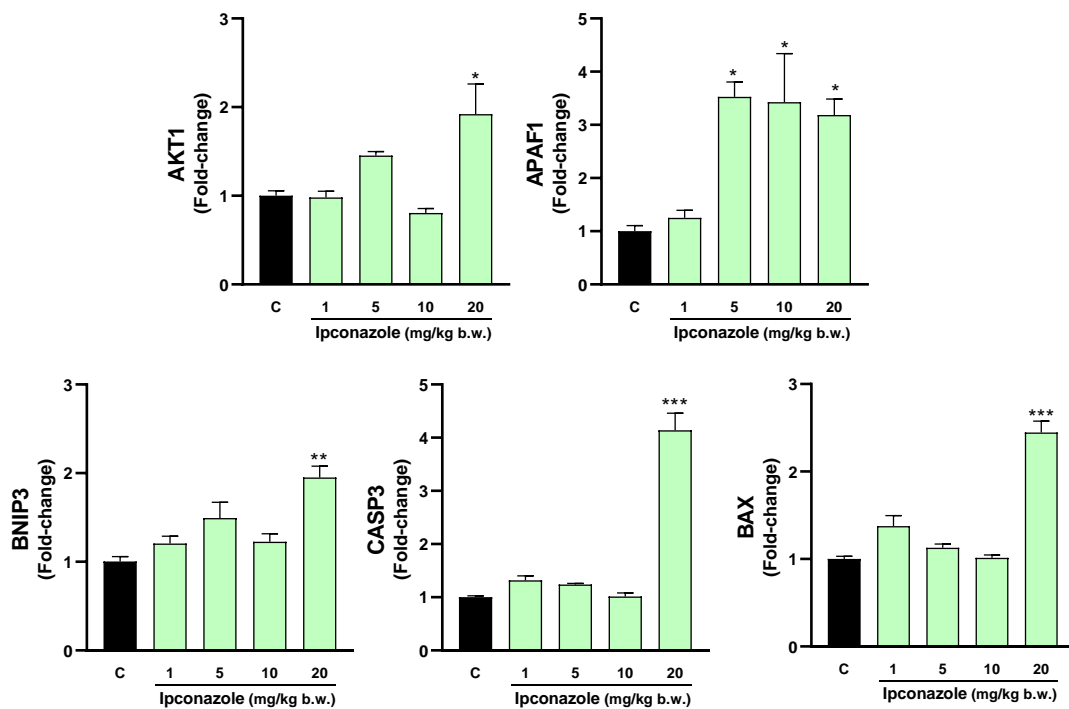 AKT1
(Fold-change)
3
2
1
0
*
C 1 5 10 20
Ipconazole (mg/kg b.w.)
APAF1
(Fold-change)
5
4
3
2
1
0
* * *
C 1 5 10 20
Ipconazole (mg/kg b.w.)
BNIP3
(Fold-change)
3
2
1
0
**
C 1 5 10 20
Ipconazole (mg/kg b.w.)
CASP3
(Fold-change)
5
4
3
2
1
0
***
C 1 5 10 20
Ipconazole (mg/kg b.w.)
BAX
(Fold-change)
3
2
1
0
***
C 1 5 10 20
Ipconazole (mg/kg b.w.)